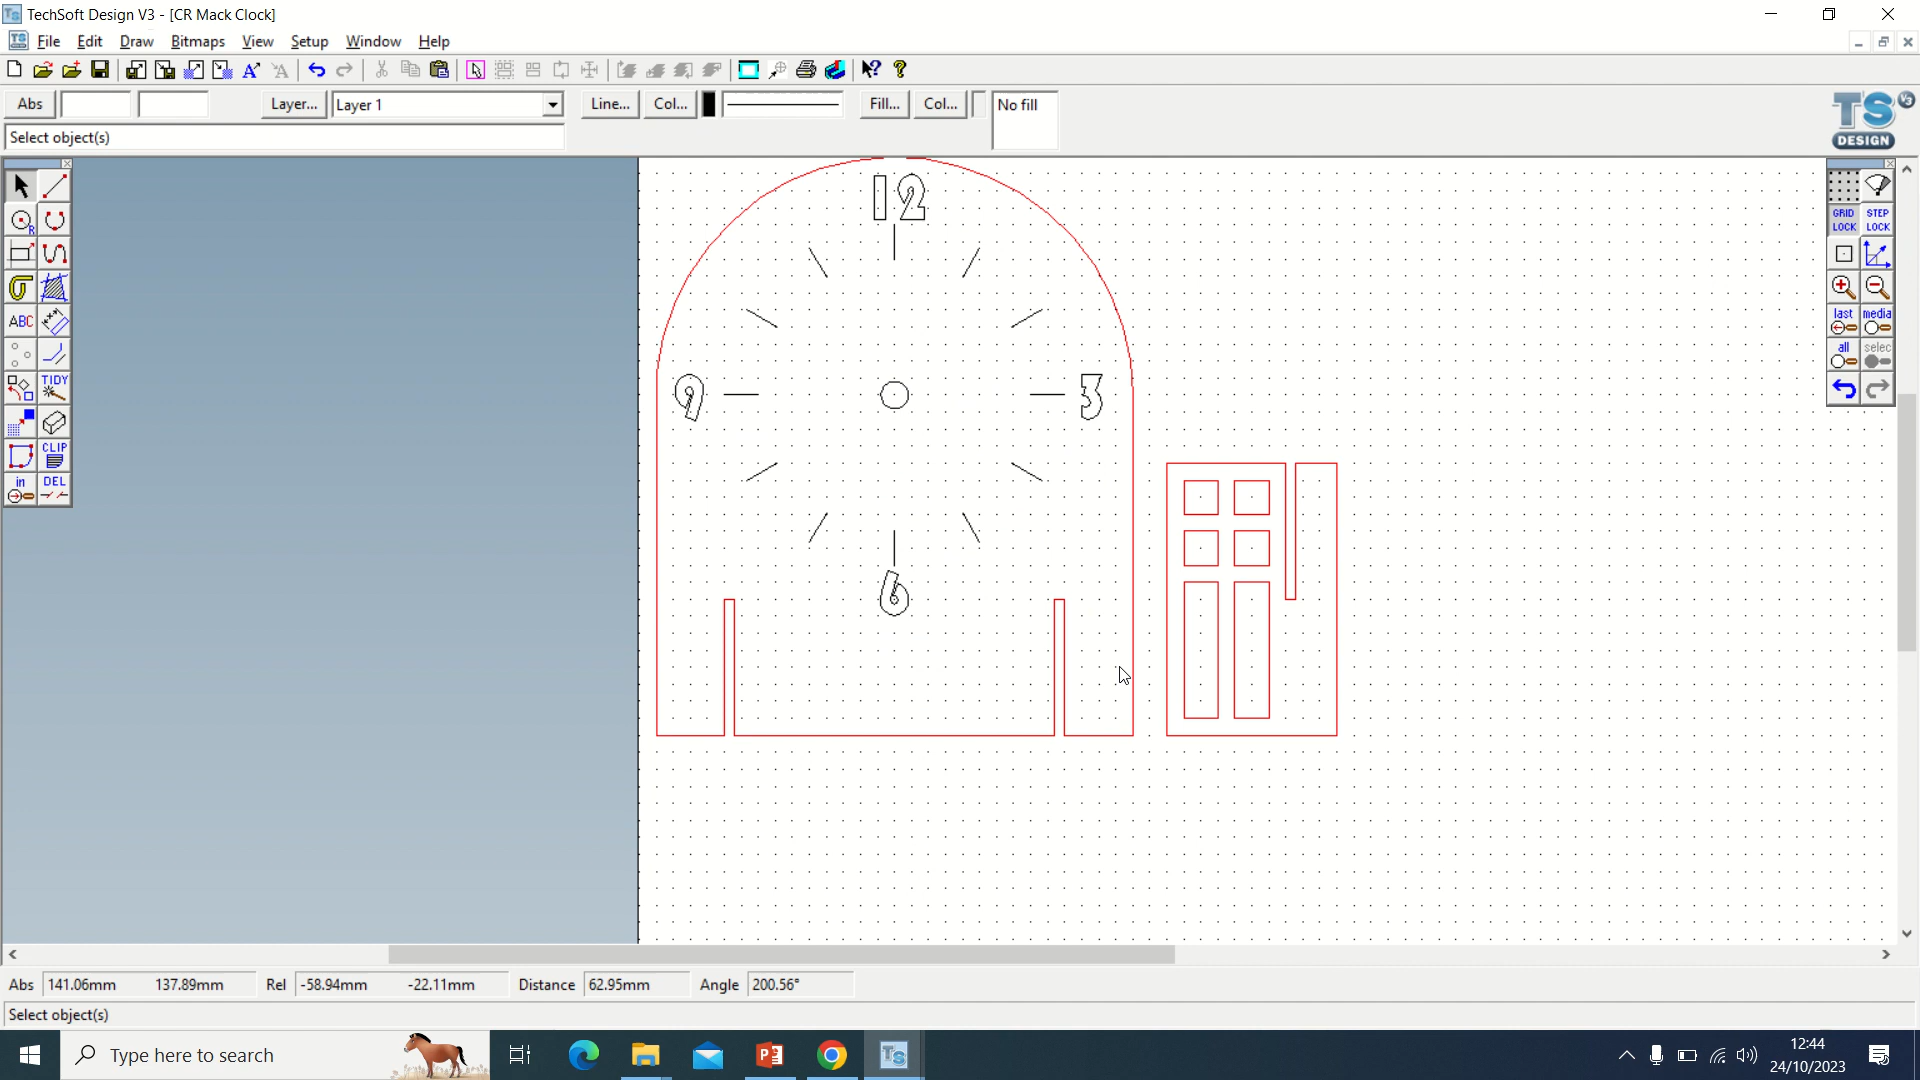 TS TechSoft Design V3 - [CR Mack Clock]
File Edit Draw Bitmaps View Setup Window Help
Abs Layer... Layer 1 Line... Col... Fill... Col... No fill
TS V3
DESIGN
Select object(s)
12
9 3
6
R
ABC
TIDY
CLIP
in DEL
GRID LOCK STEP LOCK
last media
all selec
Abs 141.06mm 137.89mm Rel -58.94mm -22.11mm Distance 62.95mm Angle 200.56°
Select object(s)
Type here to search
12:44
24/10/2023